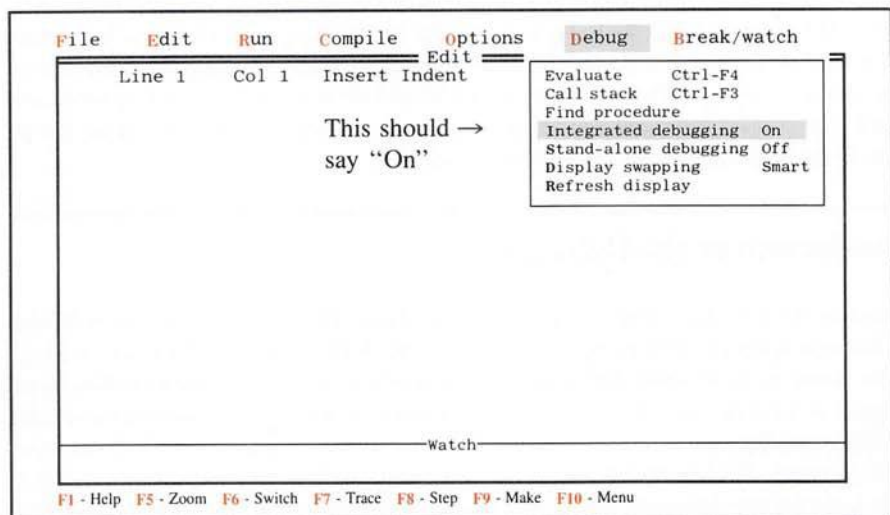 File Edit Run Compile Options Debug Break/watch
Edit
Line 1 Col 1 Insert Indent
Evaluate Ctrl-F4
Call stack Ctrl-F3
Find procedure
Integrated debugging On
Stand-alone debugging Off
Display swapping Smart
Refresh display
This should →
say “On”
Watch
F1 - Help F5 - Zoom F6 - Switch F7 - Trace F8 - Step F9 - Make F10 - Menu